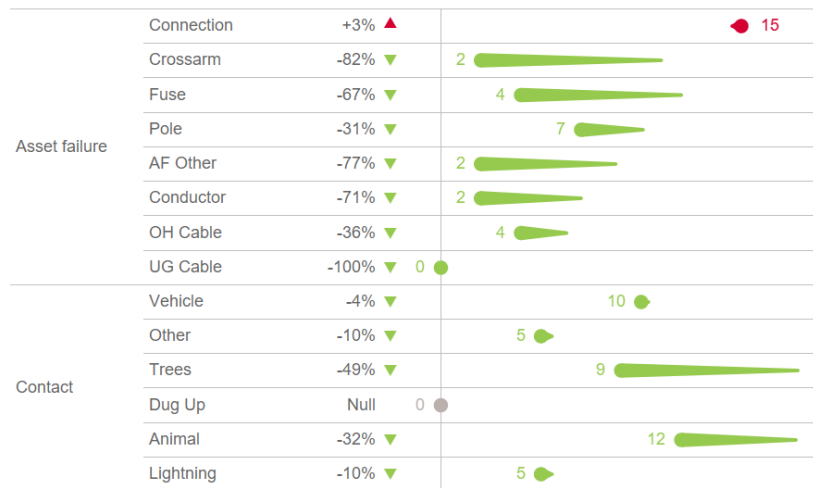 Connection +3% 15
Crossarm -82% 2
Fuse -67% 4
Pole -31% 7
Asset failure
AF Other -77% 2
Conductor -71% 2
OH Cable -36% 4
UG Cable -100% 0
Vehicle -4% 10
Other -10% 5
Trees -49% 9
Contact
Dug Up Null 0
Animal -32% 12
Lightning -10% 5